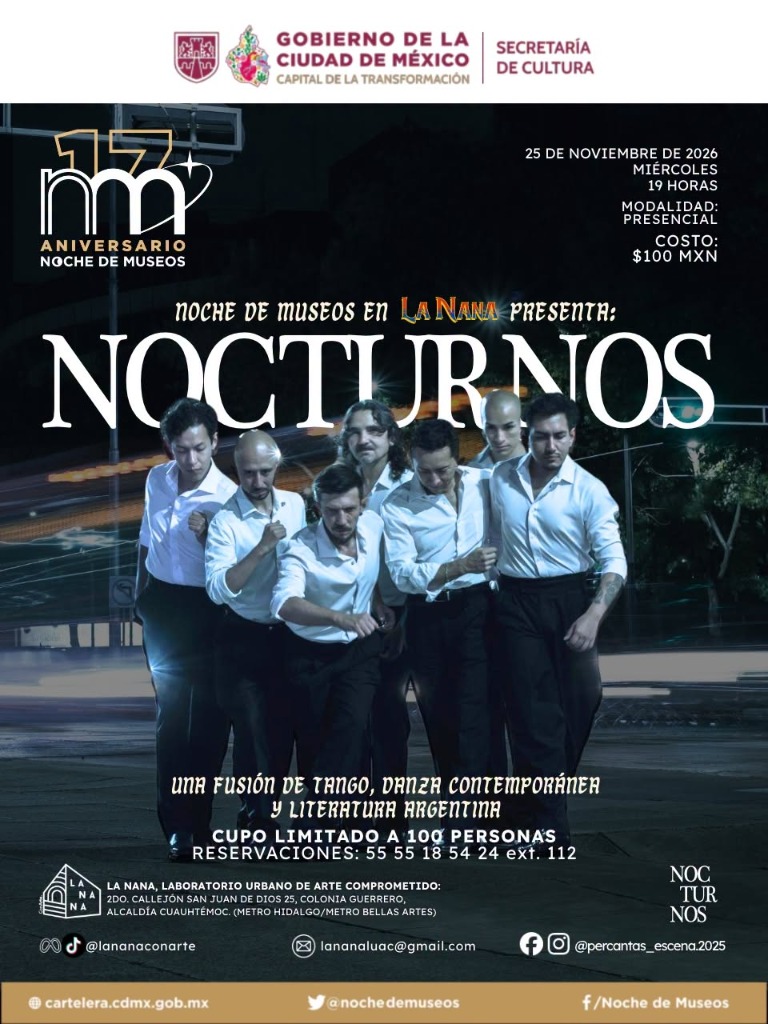 GOBIERNO DE LA
CIUDAD DE MÉXICO
CAPITAL DE LA TRANSFORMACIÓN
SECRETARÍA
DE CULTURA
17
nm
ANIVERSARIO
NOCHE DE MUSEOS
25 DE NOVIEMBRE DE 2026
MIÉRCOLES
19 HORAS
MODALIDAD:
PRESENCIAL
COSTO:
$100 MXN
NOCHE DE MUSEOS EN LA NANA PRESENTA:
NOCTURNOS
UNA FUSIÓN DE TANGO, DANZA CONTEMPORÁNEA
Y LITERATURA ARGENTINA
CUPO LIMITADO A 100 PERSONAS
RESERVACIONES: 55 55 18 54 24 ext. 112
LA
NA
NA
LA NANA, LABORATORIO URBANO DE ARTE COMPROMETIDO:
2DO. CALLEJÓN SAN JUAN DE DIOS 25, COLONIA GUERRERO,
ALCALDÍA CUAUHTÉMOC. (METRO HIDALGO/METRO BELLAS ARTES)
NOC
TUR
NOS
@lananaconarte
lananaluac@gmail.com
@percantas_escena.2025
cartelera.cdmx.gob.mx
@nochedemuseos
/Noche de Museos